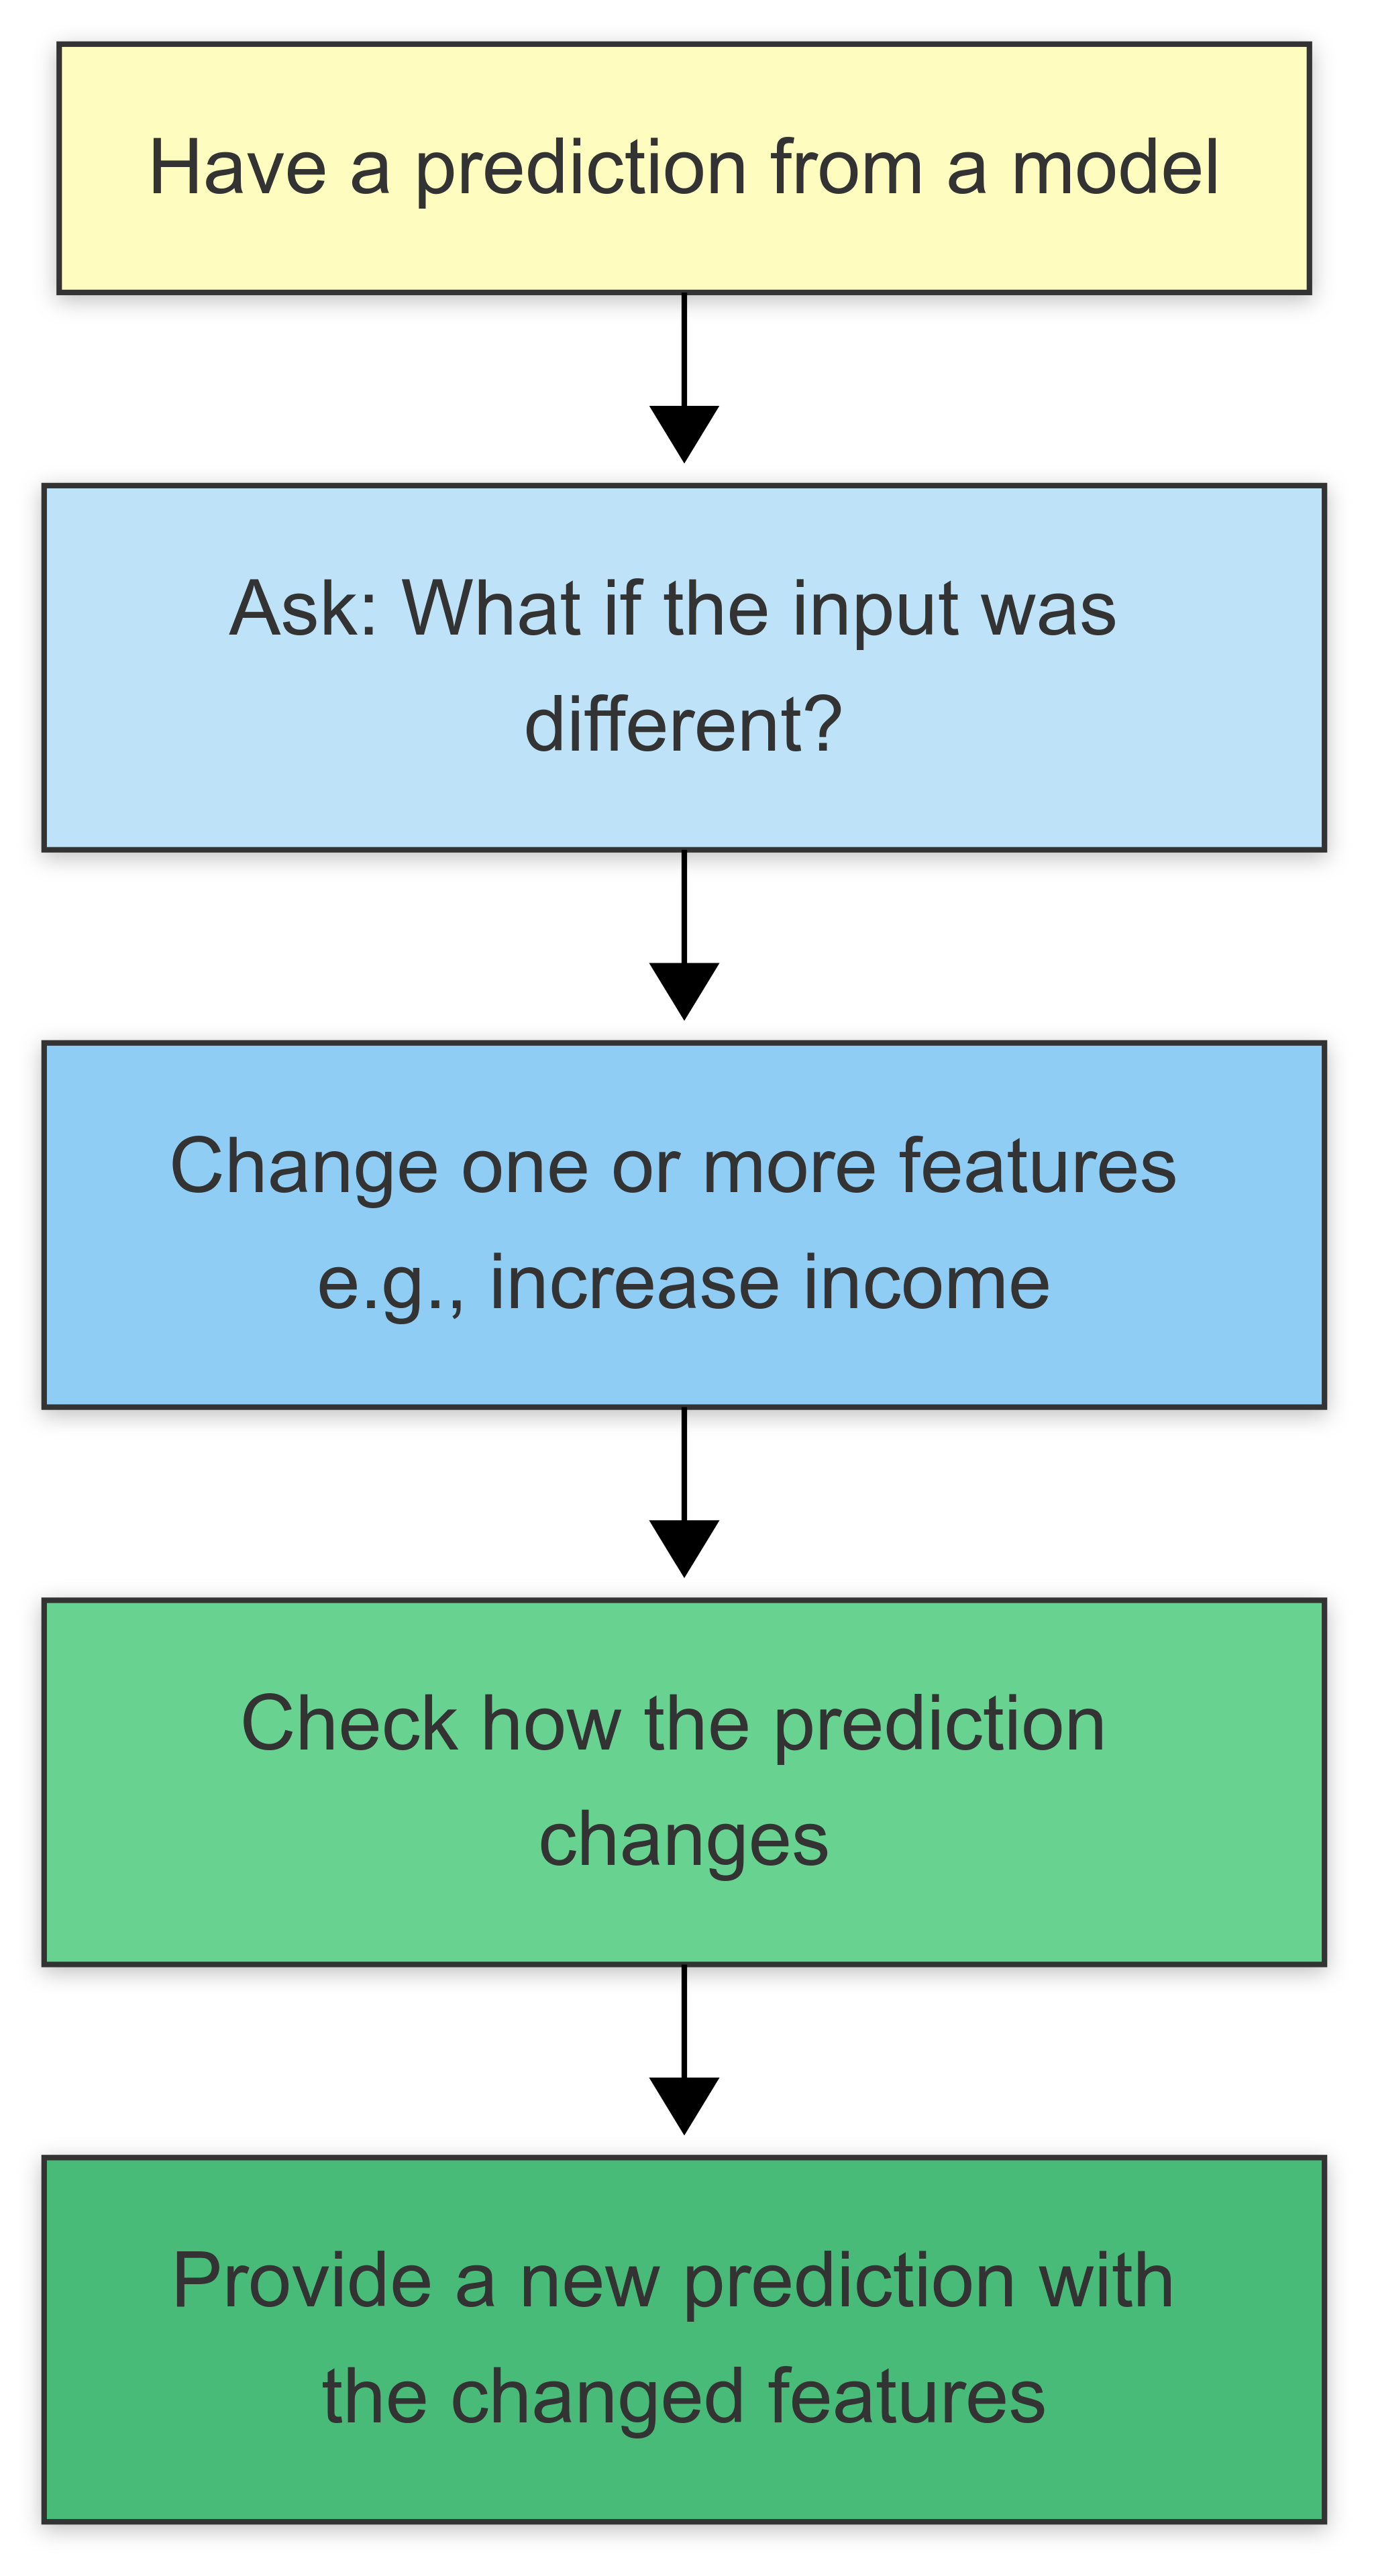 Have a prediction from a model
Ask: What if the input was
different?
Change one or more features
e.g., increase income
Check how the prediction
changes
Provide a new prediction with
the changed features